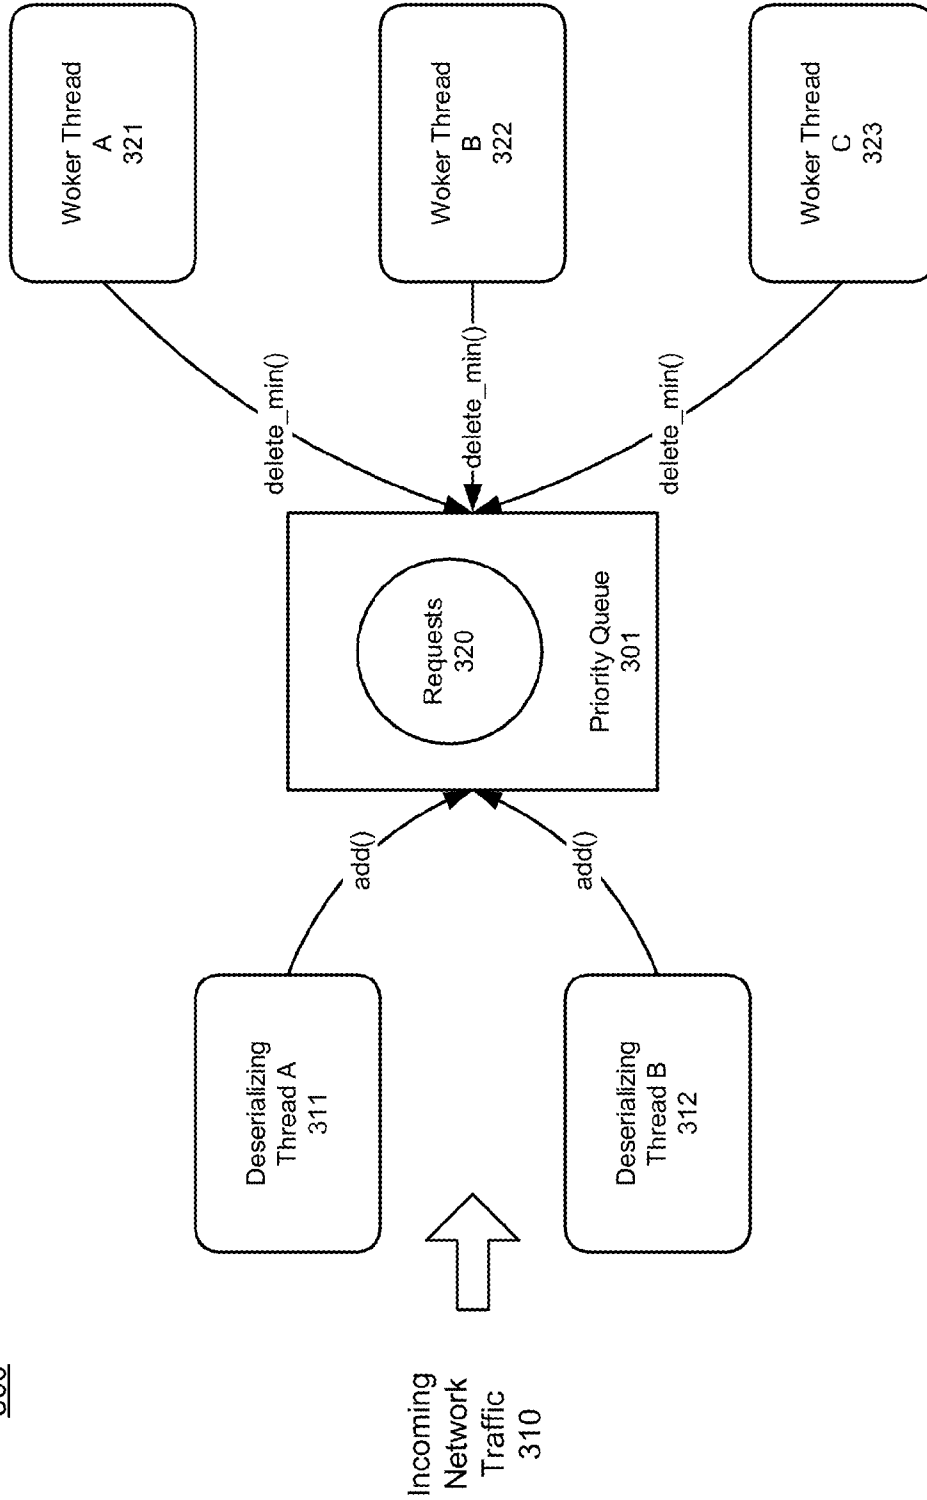 Incoming
Network
Traffic
310
Deserializing
Thread A
311
Deserializing
Thread B
312
add()
add()
Requests
320
Priority Queue
301
delete_min()
delete_min()
delete_min()
Woker Thread
A
321
Woker Thread
B
322
Woker Thread
C
323